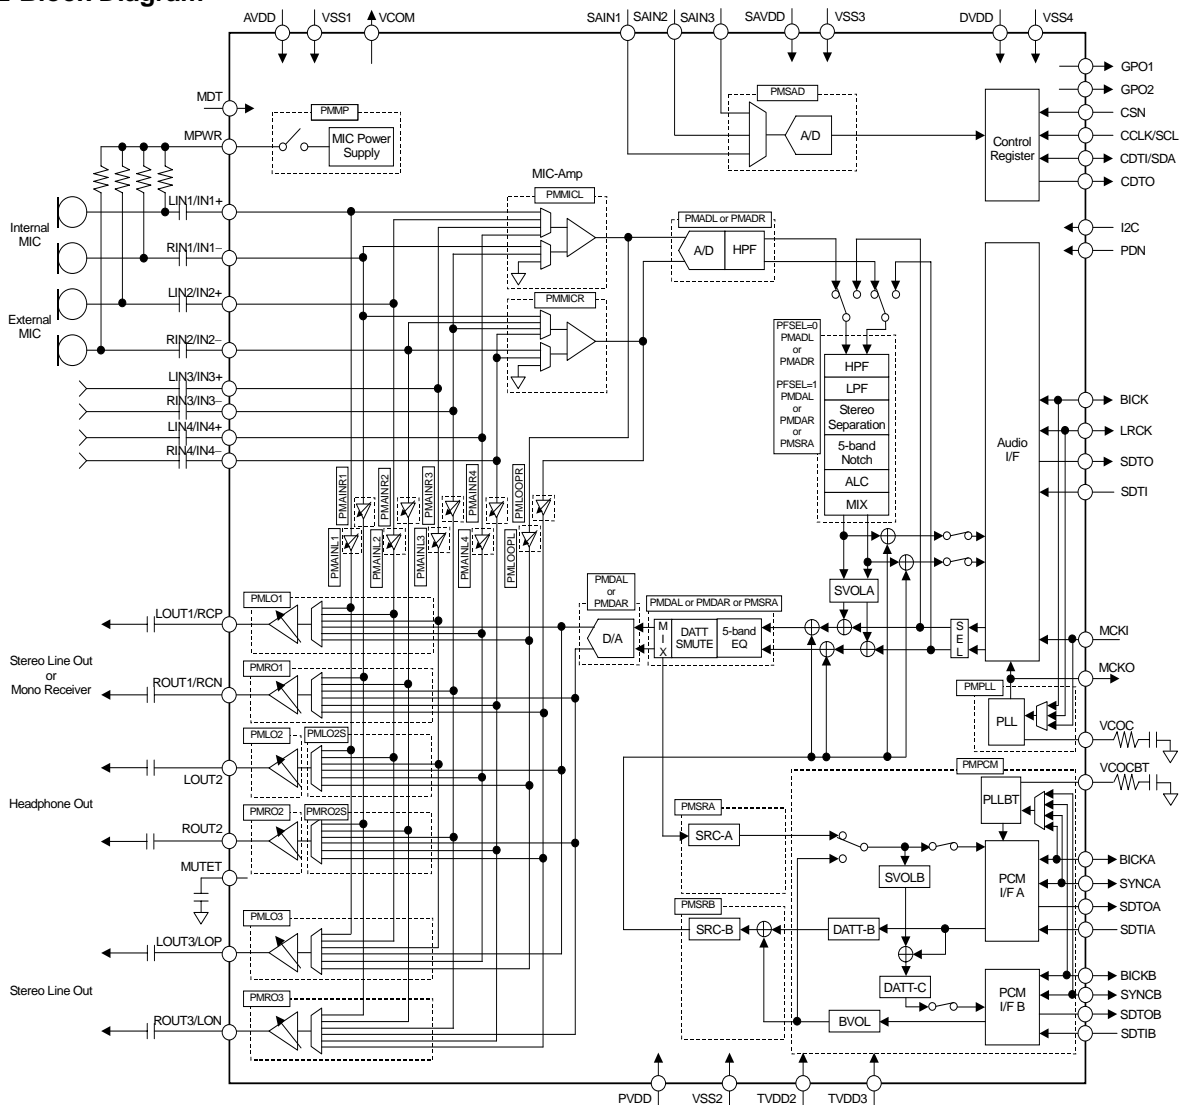 Block Diagram
AVDD
VSS1
VCOM
SAIN1
SAIN2
SAIN3
SAVDD
VSS3
DVDD
VSS4
MDT
MPWR
PMMP
MIC Power
Supply
PMSAD
A/D
Control
Register
GPO1
GPO2
CSN
CCLK/SCL
CDTI/SDA
CDTO
I2C
PDN
Internal
MIC
External
MIC
LIN1/IN1+
RIN1/IN1−
LIN2/IN2+
RIN2/IN2−
LIN3/IN3+
RIN3/IN3−
LIN4/IN4+
RIN4/IN4−
MIC-Amp
PMMICL
PMMICR
PMADL or PMADR
A/D
HPF
PFSEL=0
PMADL
or
PMADR
PFSEL=1
PMDAL
or
PMDAR
or
PMSRA
HPF
LPF
Stereo
Separation
5-band
Notch
ALC
MIX
Audio
I/F
BICK
LRCK
SDTO
SDTI
MCKI
MCKO
PMAINR1
PMAINR2
PMAINR3
PMAINR4
PMLOOPR
PMAINL1
PMAINL2
PMAINL3
PMAINL4
PMLOOPL
SVOLA
SEL
PMDAL
or
PMDAR
D/A
PMDAL or PMDAR or PMSRA
MIX
DATT
SMUTE
5-band
EQ
PMPLL
PLL
VCOC
VCOCBT
Stereo Line Out
or
Mono Receiver
LOUT1/RCP
ROUT1/RCN
PMLO1
PMRO1
PMLO2
PMLO2S
LOUT2
Headphone Out
PMRO2
PMRO2S
ROUT2
MUTET
PMLO3
LOUT3/LOP
Stereo Line Out
PMRO3
ROUT3/LON
PMSRA
SRC-A
PMSRB
SRC-B
PMPCM
PLLBT
SVOLB
DATT-B
DATT-C
BVOL
PCM
I/F A
PCM
I/F B
BICKA
SYNCA
SDTOA
SDTIA
BICKB
SYNCB
SDTOB
SDTIB
PVDD
VSS2
TVDD2
TVDD3